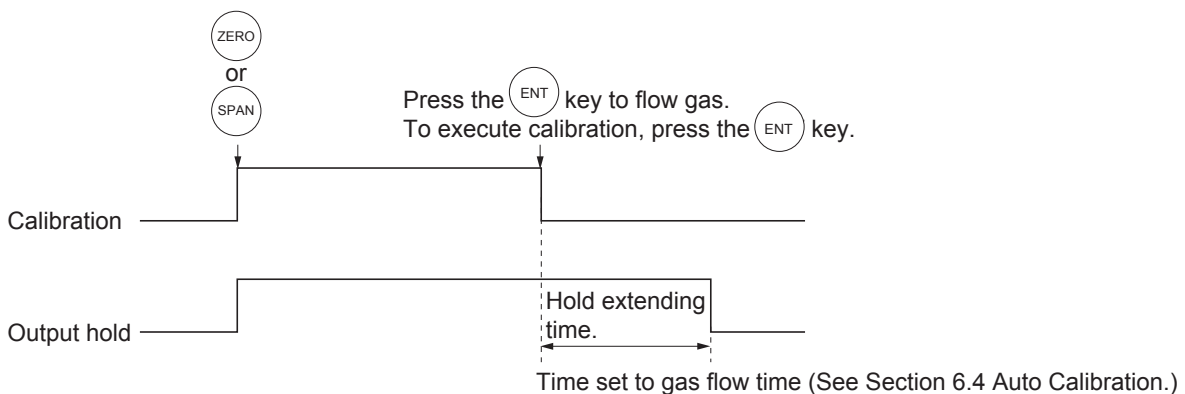 ZERO
or
SPAN
Press the ENT key to flow gas.
To execute calibration, press the ENT key.
Calibration
Output hold
Hold extending
time.
Time set to gas flow time (See Section 6.4 Auto Calibration.)